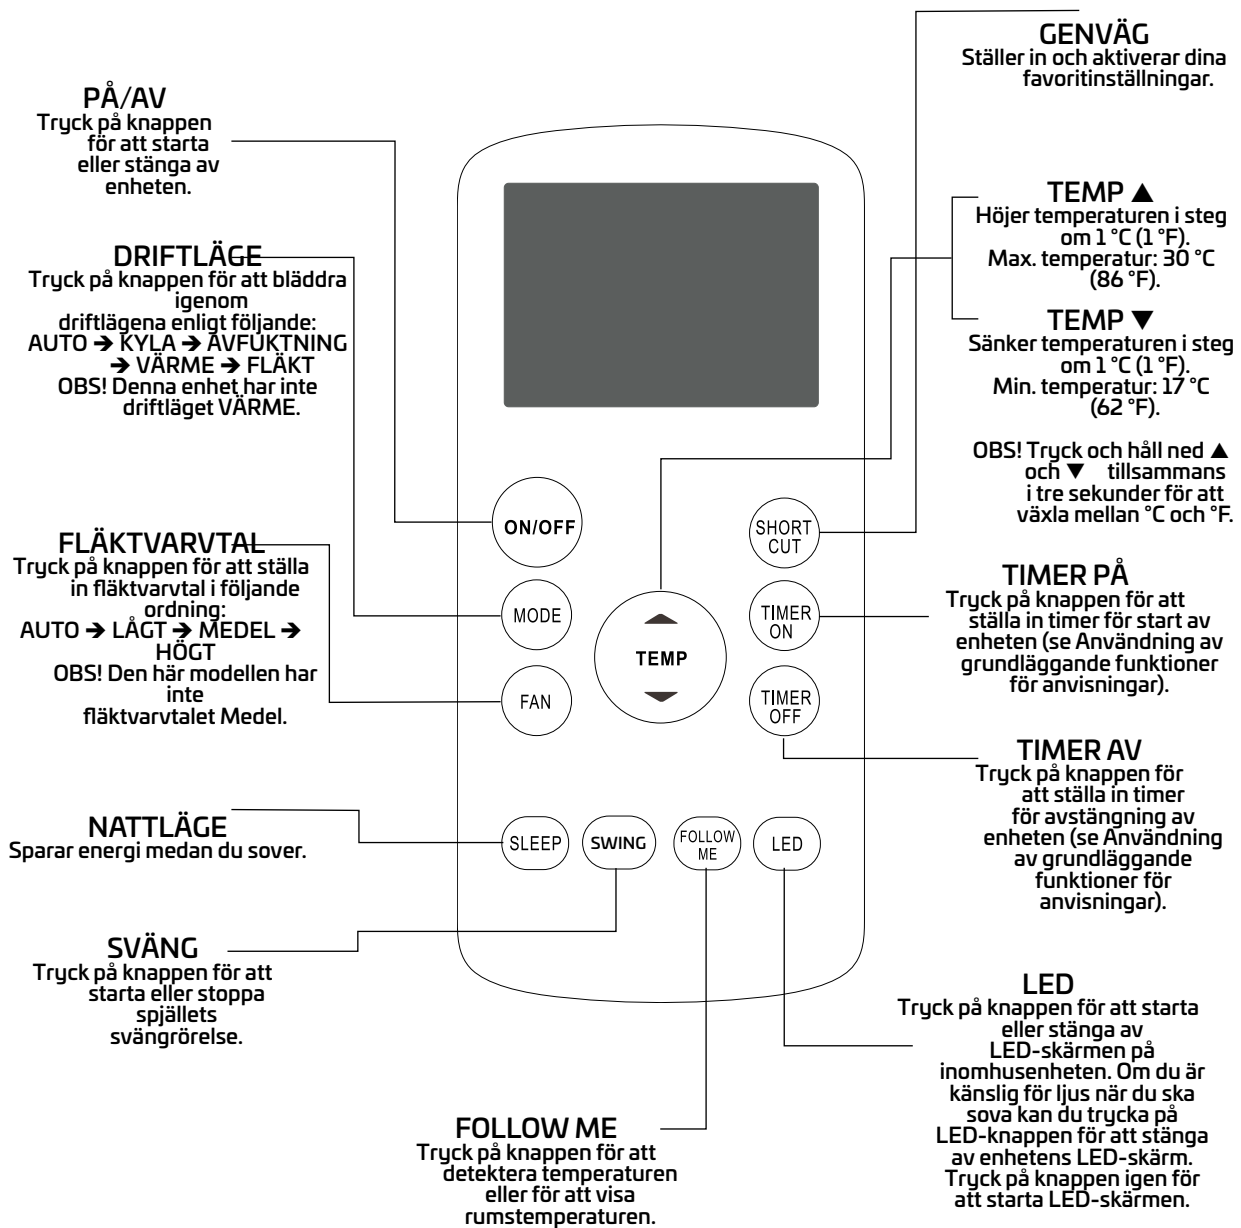 GENVÄG
Ställer in och aktiverar dina
favoritinställningar.
PÅ/AV
Tryck på knappen
för att starta
eller stänga av
enheten.
DRIFTLÄGE
Tryck på knappen för att bläddra
igenom
driftlägena enligt följande:
AUTO ➔ KYLA ➔ AVFUKTNING
➔ VÄRME ➔ FLÄKT
OBS! Denna enhet har inte
driftläget VÄRME.
FLÄKTVARVTAL
Tryck på knappen för att ställa
in fläktvarvtal i följande
ordning:
AUTO ➔ LÅGT ➔ MEDEL ➔
HÖGT
OBS! Den här modellen har
inte
fläktvarvtalet Medel.
NATTLÄGE
Sparar energi medan du sover.
SVÄNG
Tryck på knappen för att
starta eller stoppa
spjällets
svängrörelse.
ON/OFF
MODE
FAN
▲
TEMP
▼
SHORT
CUT
TIMER
ON
TIMER
OFF
SLEEP
SWING
FOLLOW
ME
LED
FOLLOW ME
Tryck på knappen för att
detektera temperaturen
eller för att visa
rumstemperaturen.
TEMP ▲
Höjer temperaturen i steg
om 1 °C (1 °F).
Max. temperatur: 30 °C
(86 °F).
TEMP ▼
Sänker temperaturen i steg
om 1 °C (1 °F).
Min. temperatur: 17 °C
(62 °F).
OBS! Tryck och håll ned ▲
och ▼ tillsammans
i tre sekunder för att
växla mellan °C och °F.
TIMER PÅ
Tryck på knappen för att
ställa in timer för start av
enheten (se Användning av
grundläggande funktioner
för anvisningar).
TIMER AV
Tryck på knappen för
att ställa in timer
för avstängning av
enheten (se Användning
av grundläggande
funktioner för
anvisningar).
LED
Tryck på knappen för att starta
eller stänga av
LED-skärmen på
inomhusenheten. Om du är
känslig för ljus när du ska
sova kan du trycka på
LED-knappen för att stänga
av enhetens LED-skärm.
Tryck på knappen igen för
att starta LED-skärmen.